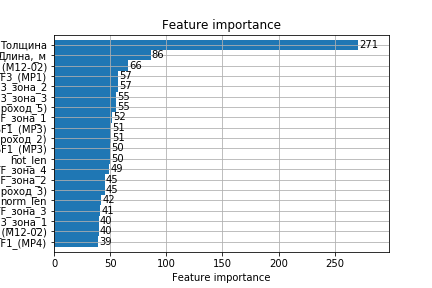 Feature importance
Толщина 271
Длина, м 86
(М12-02) 66
F3_(МР1) 57
3_зона_2 57
3_зона_3 55
роход_5) 55
F_зона_1 52
F1_(МР3) 51
роход_2) 51
F1_(МР3) 50
hot_len 50
F_зона_4 49
F_зона_2 45
роход_3) 45
norm_len 42
F_зона_3 41
3_зона_1 40
(М12-02) 40
F1_(МР4) 39
0 50 100 150 200 250
Feature importance